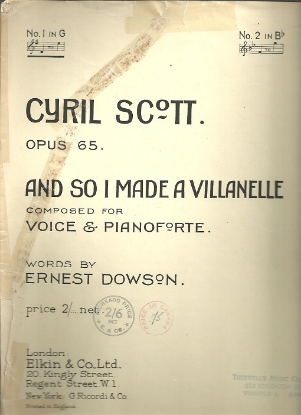 No. 1 IN G
No. 2 IN B♭
CYRIL SCOTT.
OPUS 65.
AND SO I MADE A VILLANELLE
COMPOSED FOR
VOICE & PIANOFORTE.
WORDS BY
ERNEST DOWSON.
price 2/... net.
2/6
NET
& Co.
London:
Elkin & Co., Ltd.
20. Kingly Street.
Regent Street. W. 1.
New York: G. Ricordi & Co.
Printed in England.